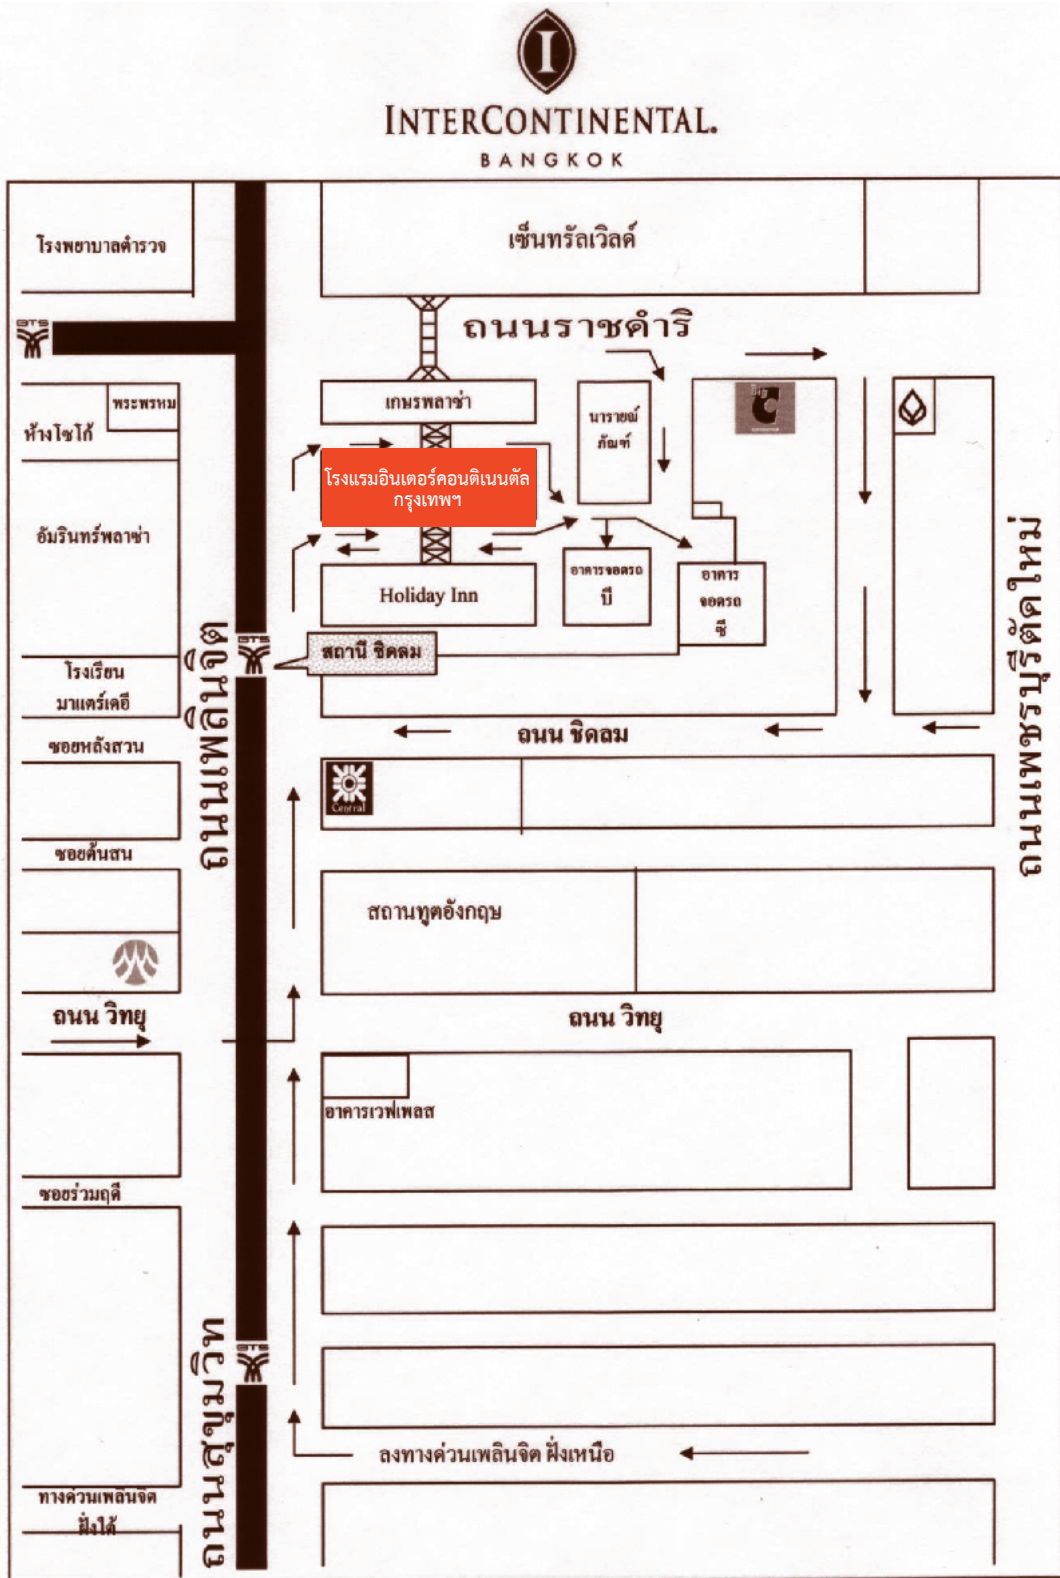 I
INTERCONTINENTAL.
BANGKOK
โรงพยาบาลตำรวจ
เซ็นทรัลเวิลด์
BTS
ถนนราชดำริ
พระพรหม
ห้างโซโก้
เกษรพลาซ่า
นารายณ์
ภัณฑ์
Big
C
โรงแรมอินเตอร์คอนติเนนตัล
กรุงเทพฯ
อัมรินทร์พลาซ่า
Holiday Inn
อาคารจอดรถ
บี
อาคาร
จอดรถ
ซี
ถนนเพชรบุรีตัดใหม่
BTS
สถานี ชิดลม
โรงเรียน
มาแตร์เดอี
ถนนเพลินจิต
ถนน ชิดลม
ซอยหลังสวน
Central
ซอยต้นสน
สถานทูตอังกฤษ
ถนน วิทยุ
ถนน วิทยุ
อาคารเวฟเพลส
ซอยร่วมฤดี
BTS
ถนนสุขุมวิท
ลงทางด่วนเพลินจิต ฝั่งเหนือ
ทางด่วนเพลินจิต
ฝั่งใต้